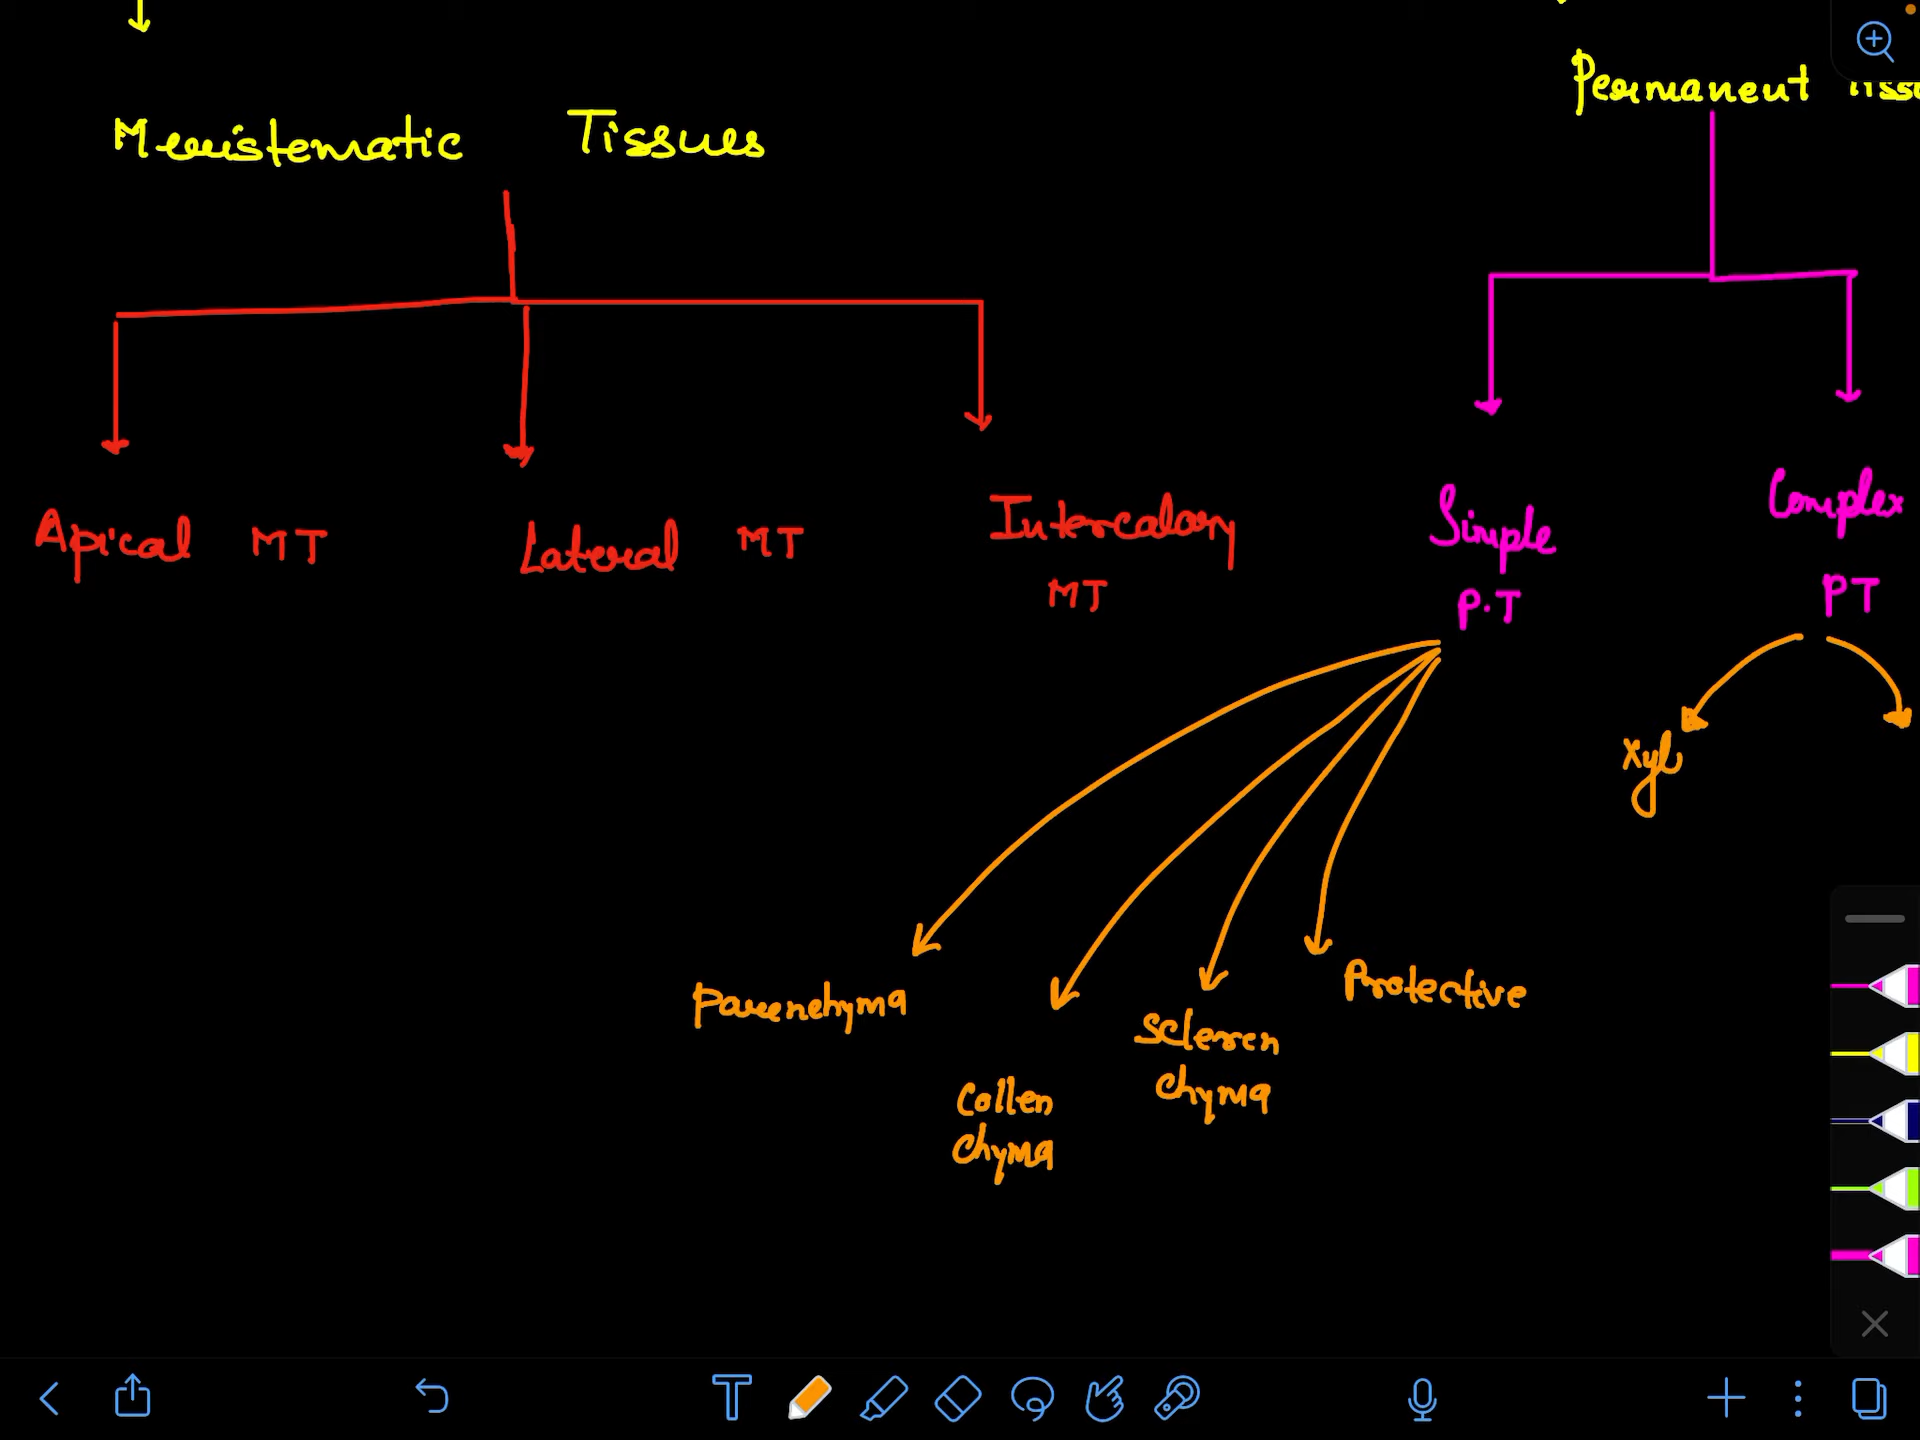 Permanent Tiss
Meristematic Tissues
Apical MT
Lateral MT
Intercalary
MT
Simple
P.T
Complex
PT
Xyl
Parenchyma
Collen
chyma
Scleren
chyma
Protective